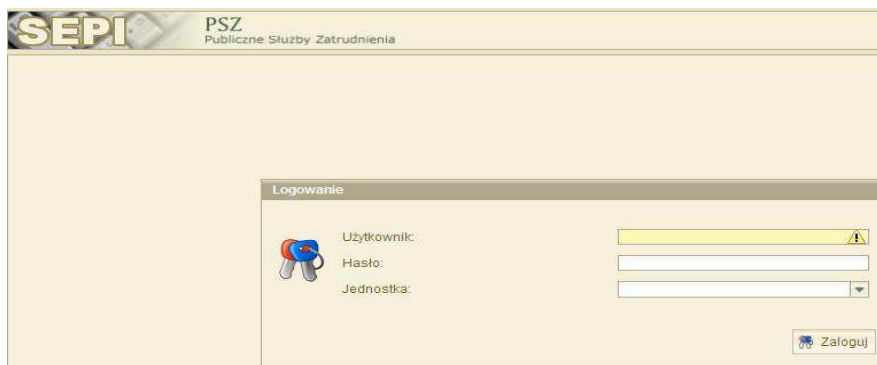 SEPI
PSZ
Publiczne Służby Zatrudnienia
Logowanie
Użytkownik:
Hasło:
Jednostka:
Zaloguj